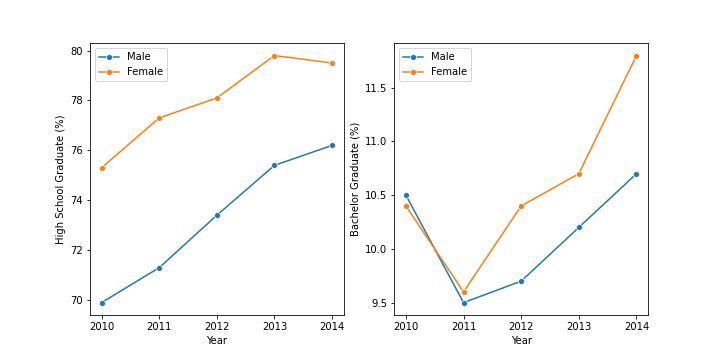 Male
Female
80
78
76
74
72
70
High School Graduate (%)
2010 2011 2012 2013 2014
Year
Male
Female
11.5
11.0
10.5
10.0
9.5
Bachelor Graduate (%)
2010 2011 2012 2013 2014
Year